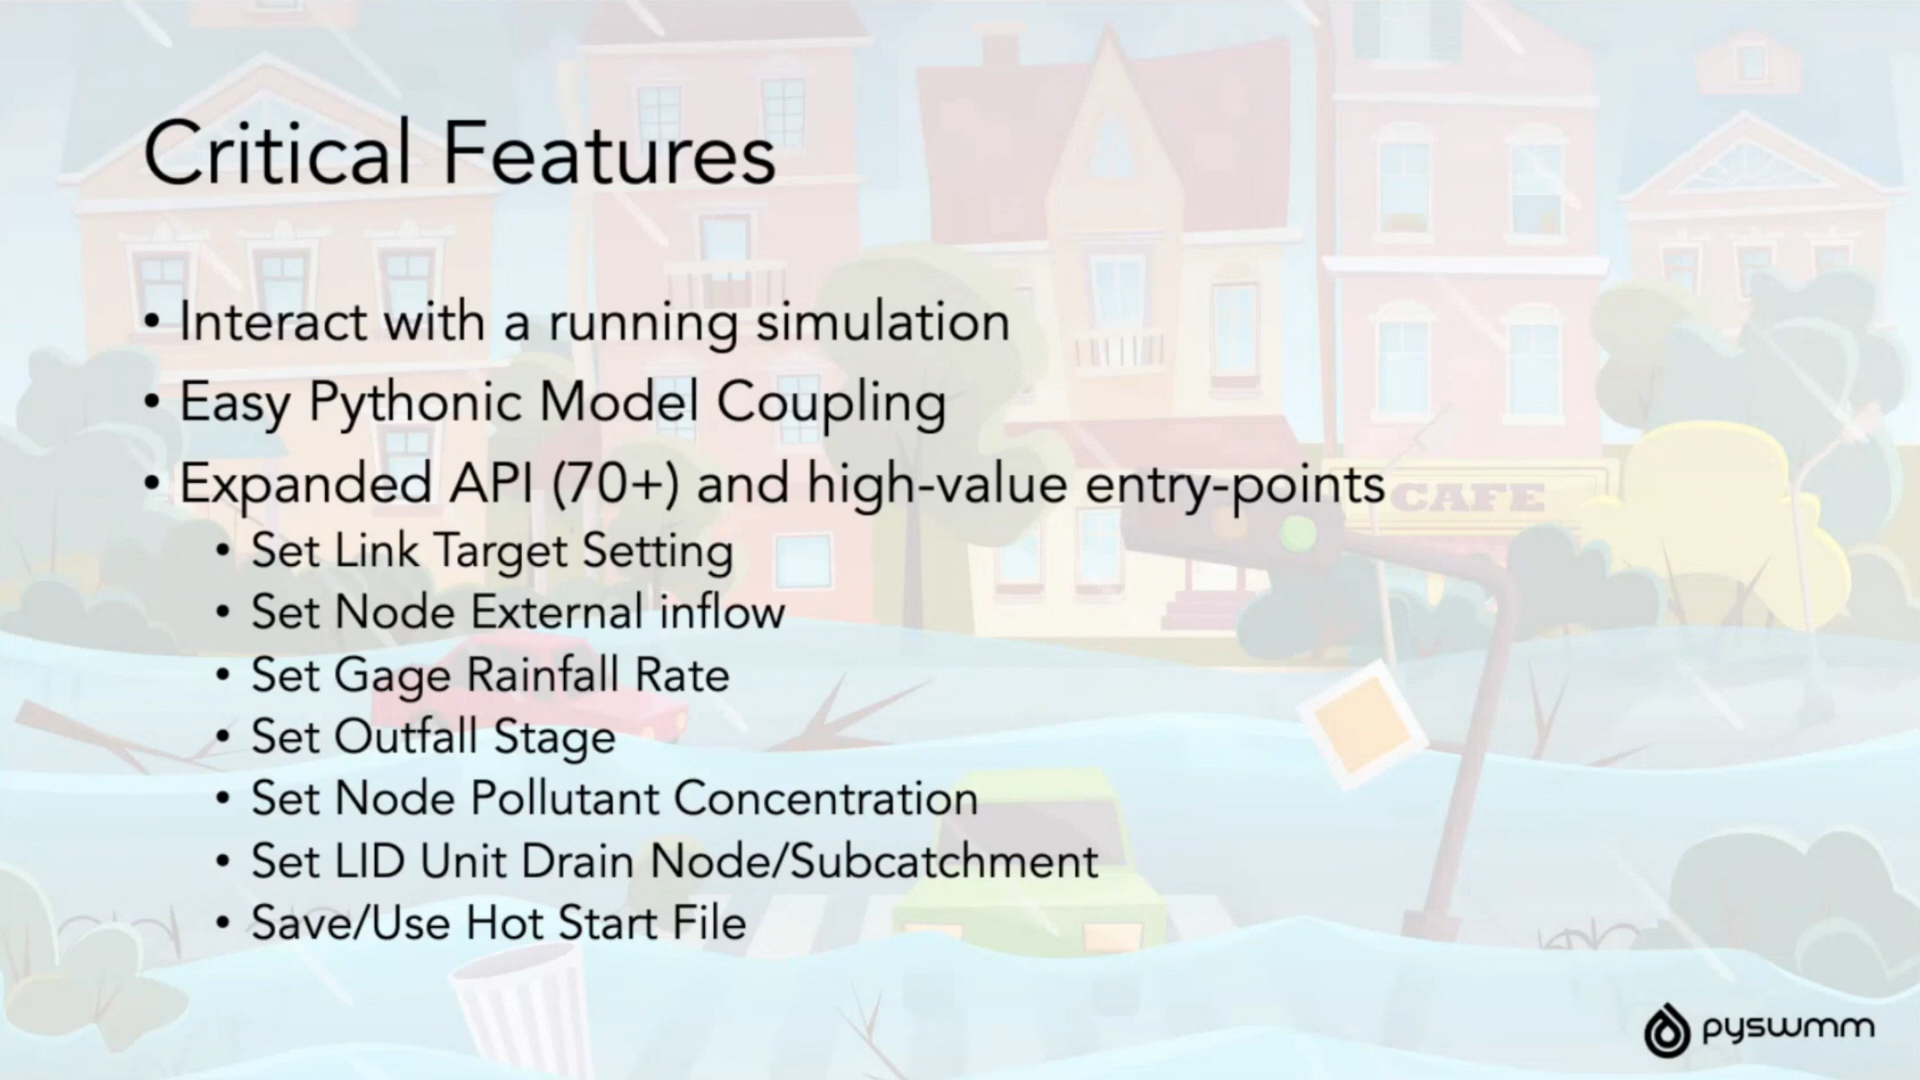 Critical Features
• Interact with a running simulation
• Easy Pythonic Model Coupling
• Expanded API (70+) and high-value entry-points
CAFE
• Set Link Target Setting
• Set Node External inflow
• Set Gage Rainfall Rate
• Set Outfall Stage
• Set Node Pollutant Concentration
• Set LID Unit Drain Node/Subcatchment
• Save/Use Hot Start File
pyswmm